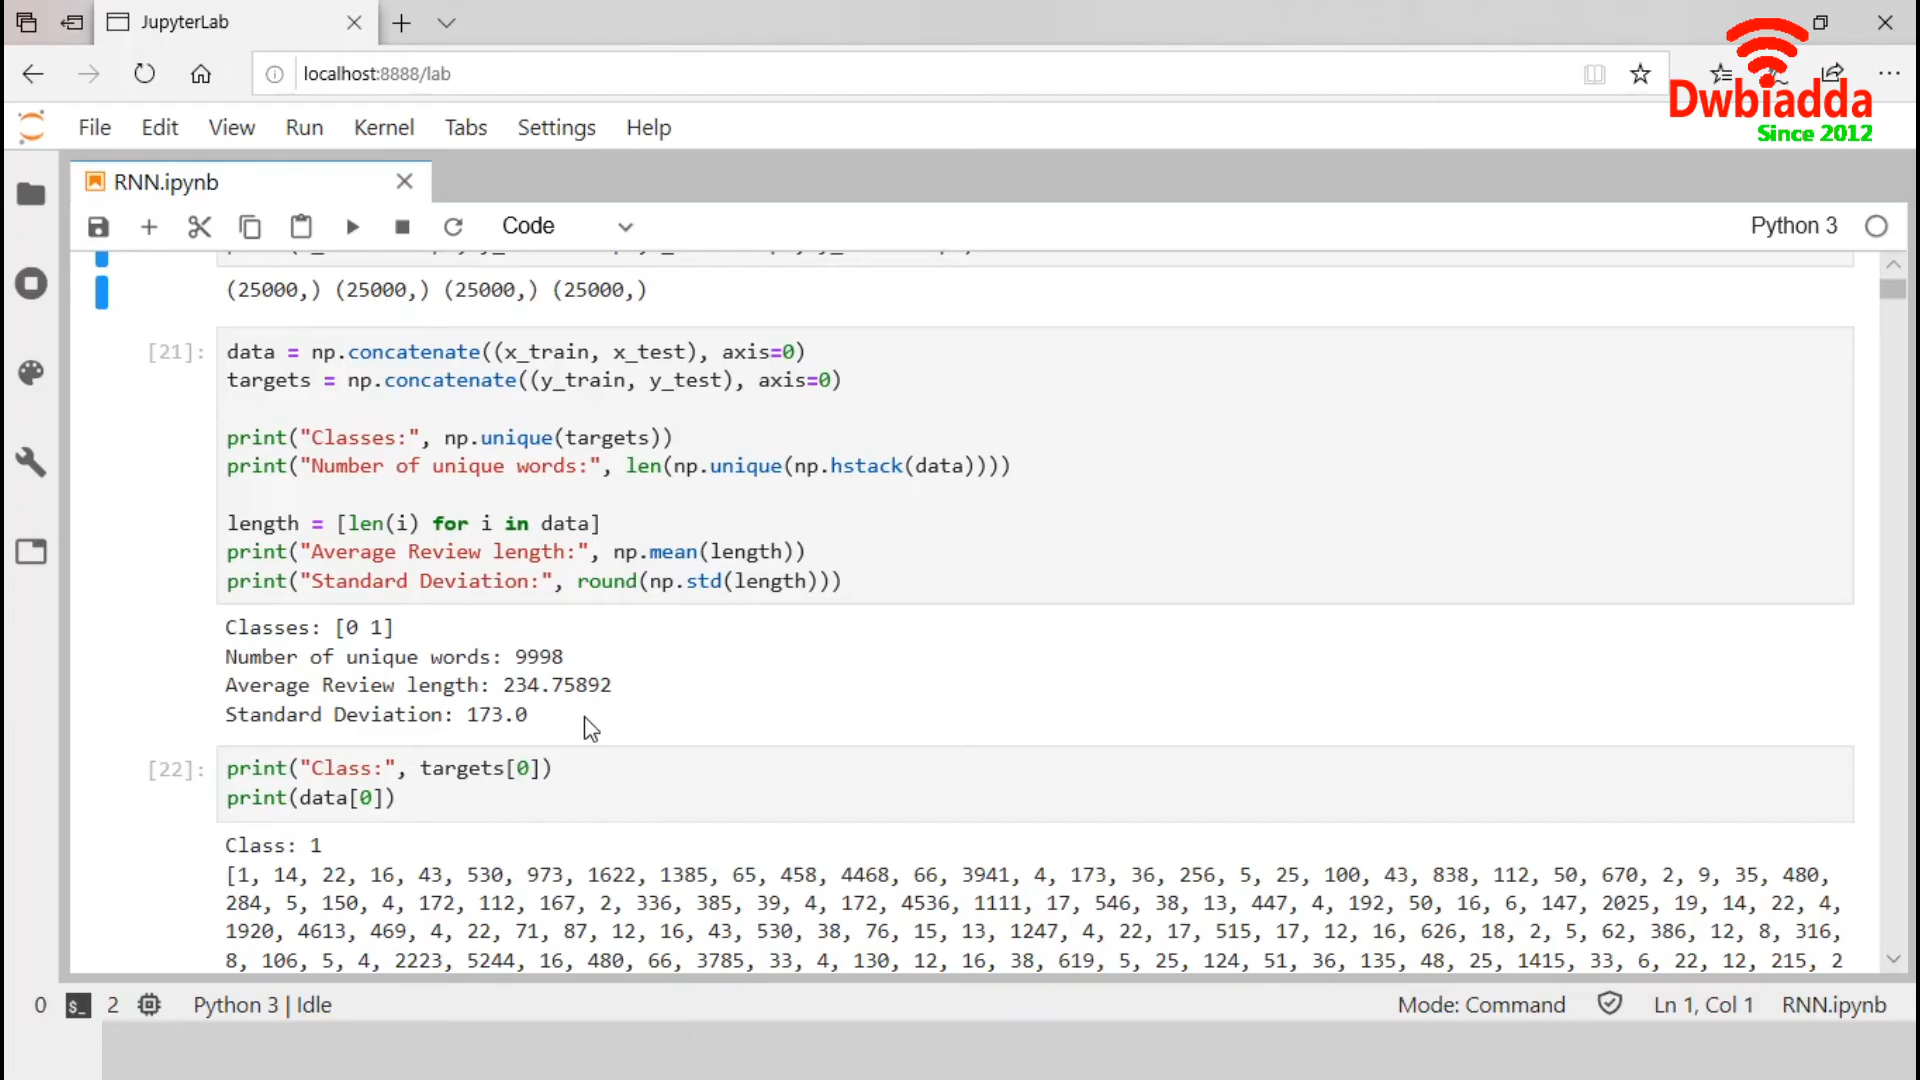 JupyterLab
localhost:8888/lab
Dwbiadda
Since 2012
File Edit View Run Kernel Tabs Settings Help
RNN.ipynb
Code
Python 3
(25000,) (25000,) (25000,) (25000,)
[21]:
data = np.concatenate((x_train, x_test), axis=0)
targets = np.concatenate((y_train, y_test), axis=0)
print("Classes:", np.unique(targets))
print("Number of unique words:", len(np.unique(np.hstack(data))))
length = [len(i) for i in data]
print("Average Review length:", np.mean(length))
print("Standard Deviation:", round(np.std(length)))
Classes: [0 1]
Number of unique words: 9998
Average Review length: 234.75892
Standard Deviation: 173.0
[22]:
print("Class:", targets[0])
print(data[0])
Class: 1
[1, 14, 22, 16, 43, 530, 973, 1622, 1385, 65, 458, 4468, 66, 3941, 4, 173, 36, 256, 5, 25, 100, 43, 838, 112, 50, 670, 2, 9, 35, 480,
284, 5, 150, 4, 172, 112, 167, 2, 336, 385, 39, 4, 172, 4536, 1111, 17, 546, 38, 13, 447, 4, 192, 50, 16, 6, 147, 2025, 19, 14, 22, 4,
1920, 4613, 469, 4, 22, 71, 87, 12, 16, 43, 530, 38, 76, 15, 13, 1247, 4, 22, 17, 515, 17, 12, 16, 626, 18, 2, 5, 62, 386, 12, 8, 316,
8, 106, 5, 4, 2223, 5244, 16, 480, 66, 3785, 33, 4, 130, 12, 16, 38, 619, 5, 25, 124, 51, 36, 135, 48, 25, 1415, 33, 6, 22, 12, 215, 2
0 $_ 2 Python 3 | Idle Mode: Command Ln 1, Col 1 RNN.ipynb